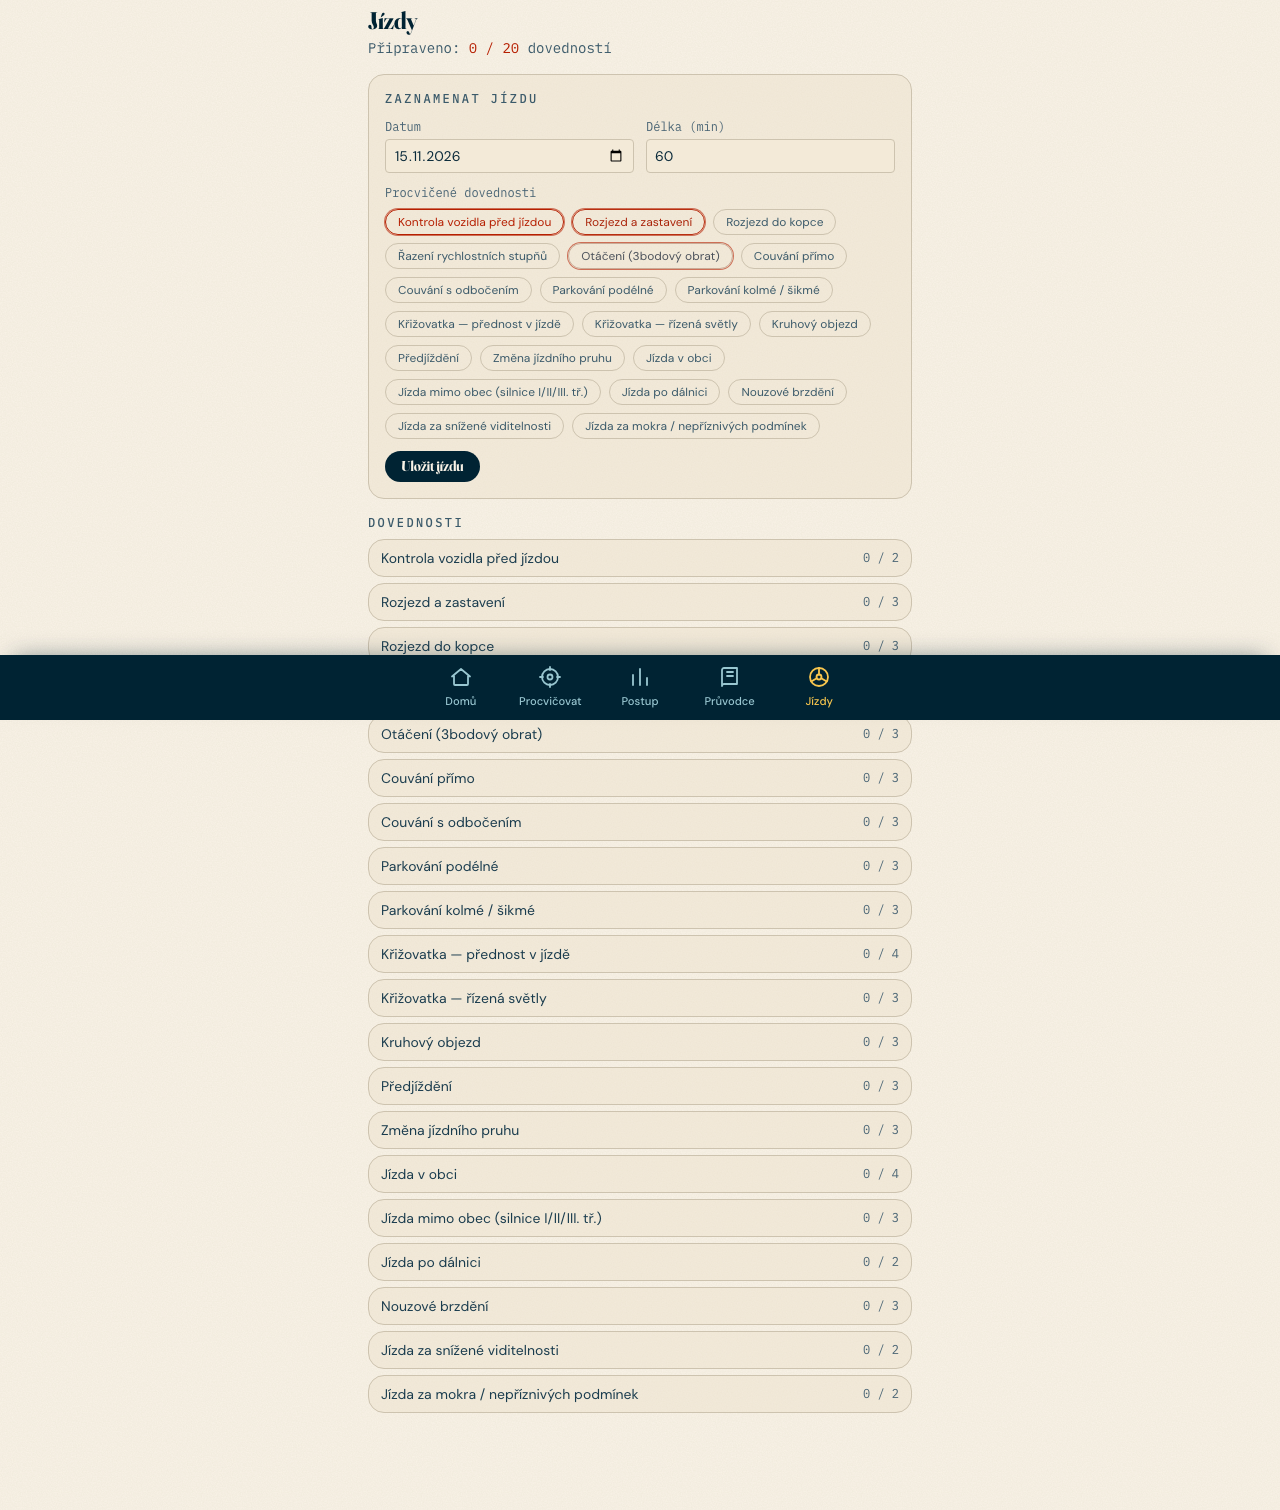 Jízdy
Připraveno: 0 / 20 dovedností
ZAZNAMENAT JÍZDU
Datum
Délka (min)
15.11.2026
60
Procvičené dovednosti
Kontrola vozidla před jízdou
Rozjezd a zastavení
Rozjezd do kopce
Řazení rychlostních stupňů
Otáčení (3bodový obrat)
Couvání přímo
Couvání s odbočením
Parkování podélné
Parkování kolmé / šikmé
Křižovatka — přednost v jízdě
Křižovatka — řízená světly
Kruhový objezd
Předjíždění
Změna jízdního pruhu
Jízda v obci
Jízda mimo obec (silnice I/II/III. tř.)
Jízda po dálnici
Nouzové brzdění
Jízda za snížené viditelnosti
Jízda za mokra / nepříznivých podmínek
Uložit jízdu
DOVEDNOSTI
Kontrola vozidla před jízdou 0 / 2
Rozjezd a zastavení 0 / 3
Rozjezd do kopce 0 / 3
Domů
Procvičovat
Postup
Průvodce
Jízdy
Otáčení (3bodový obrat) 0 / 3
Couvání přímo 0 / 3
Couvání s odbočením 0 / 3
Parkování podélné 0 / 3
Parkování kolmé / šikmé 0 / 3
Křižovatka — přednost v jízdě 0 / 4
Křižovatka — řízená světly 0 / 3
Kruhový objezd 0 / 3
Předjíždění 0 / 3
Změna jízdního pruhu 0 / 3
Jízda v obci 0 / 4
Jízda mimo obec (silnice I/II/III. tř.) 0 / 3
Jízda po dálnici 0 / 2
Nouzové brzdění 0 / 3
Jízda za snížené viditelnosti 0 / 2
Jízda za mokra / nepříznivých podmínek 0 / 2